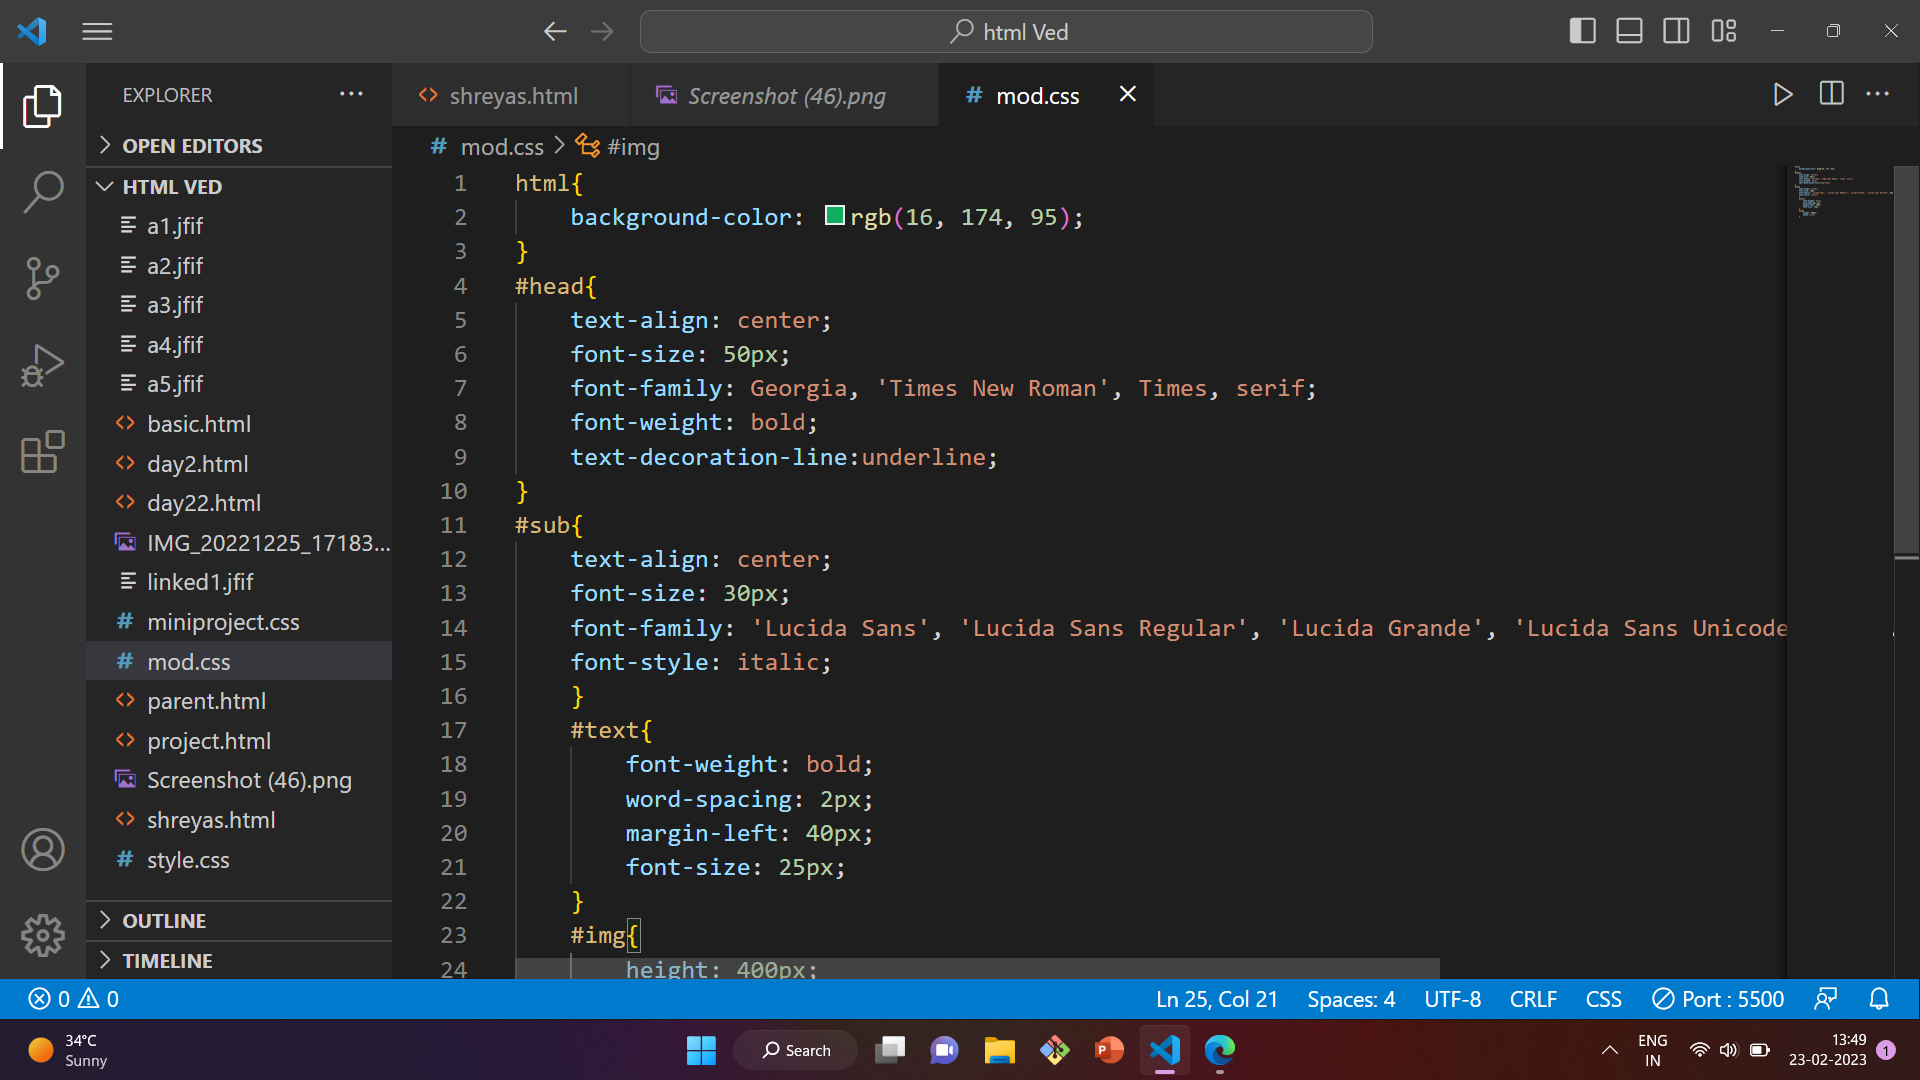 html Ved
EXPLORER
shreyas.html
Screenshot (46).png
# mod.css
OPEN EDITORS
# mod.css > #img
HTML VED
a1.jfif
a2.jfif
a3.jfif
a4.jfif
a5.jfif
basic.html
day2.html
day22.html
IMG_20221225_17183...
linked1.jfif
# miniproject.css
# mod.css
parent.html
project.html
Screenshot (46).png
shreyas.html
# style.css
OUTLINE
TIMELINE
1 html{
2     background-color: rgb(16, 174, 95);
3 }
4 #head{
5     text-align: center;
6     font-size: 50px;
7     font-family: Georgia, 'Times New Roman', Times, serif;
8     font-weight: bold;
9     text-decoration-line:underline;
10 }
11 #sub{
12     text-align: center;
13     font-size: 30px;
14     font-family: 'Lucida Sans', 'Lucida Sans Regular', 'Lucida Grande', 'Lucida Sans Unicode
15     font-style: italic;
16     }
17     #text{
18         font-weight: bold;
19         word-spacing: 2px;
20         margin-left: 40px;
21         font-size: 25px;
22     }
23     #img{
24         height: 400px;
0 0
Ln 25, Col 21 Spaces: 4 UTF-8 CRLF CSS Port : 5500
34°C
Sunny
Search
ENG
IN
13:49
23-02-2023
1